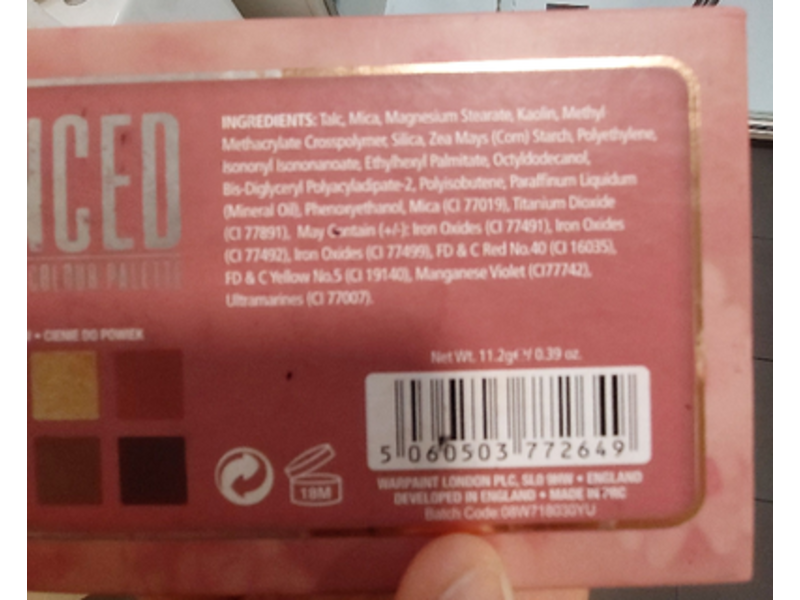 NCED
COLOUR PALETTE
• CIENIE DO POWIEK
INGREDIENTS: Talc, Mica, Magnesium Stearate, Kaolin, Methyl
Methacrylate Crosspolymer, Silica, Zea Mays (Corn) Starch, Polyethylene,
Isononyl Isononanoate, Ethylhexyl Palmitate, Octyldodecanol,
Bis-Diglyceryl Polyacyladipate-2, Polyisobutene, Paraffinum Liquidum
(Mineral Oil), Phenoxyethanol, Mica (CI 77019), Titanium Dioxide
(CI 77891), May Contain (+/-): Iron Oxides (CI 77491), Iron Oxides
(CI 77492), Iron Oxides (CI 77499), FD & C Red No.40 (CI 16035),
FD & C Yellow No.5 (CI 19140), Manganese Violet (CI77742),
Ultramarines (CI 77007).
Net Wt. 11.2g℮/ 0.39 oz.
5 060503 772649
18M
WARPAINT LONDON PLC, SL0 9HW • ENGLAND
DEVELOPED IN ENGLAND • MADE IN PRC
Batch Code 08W718030YU